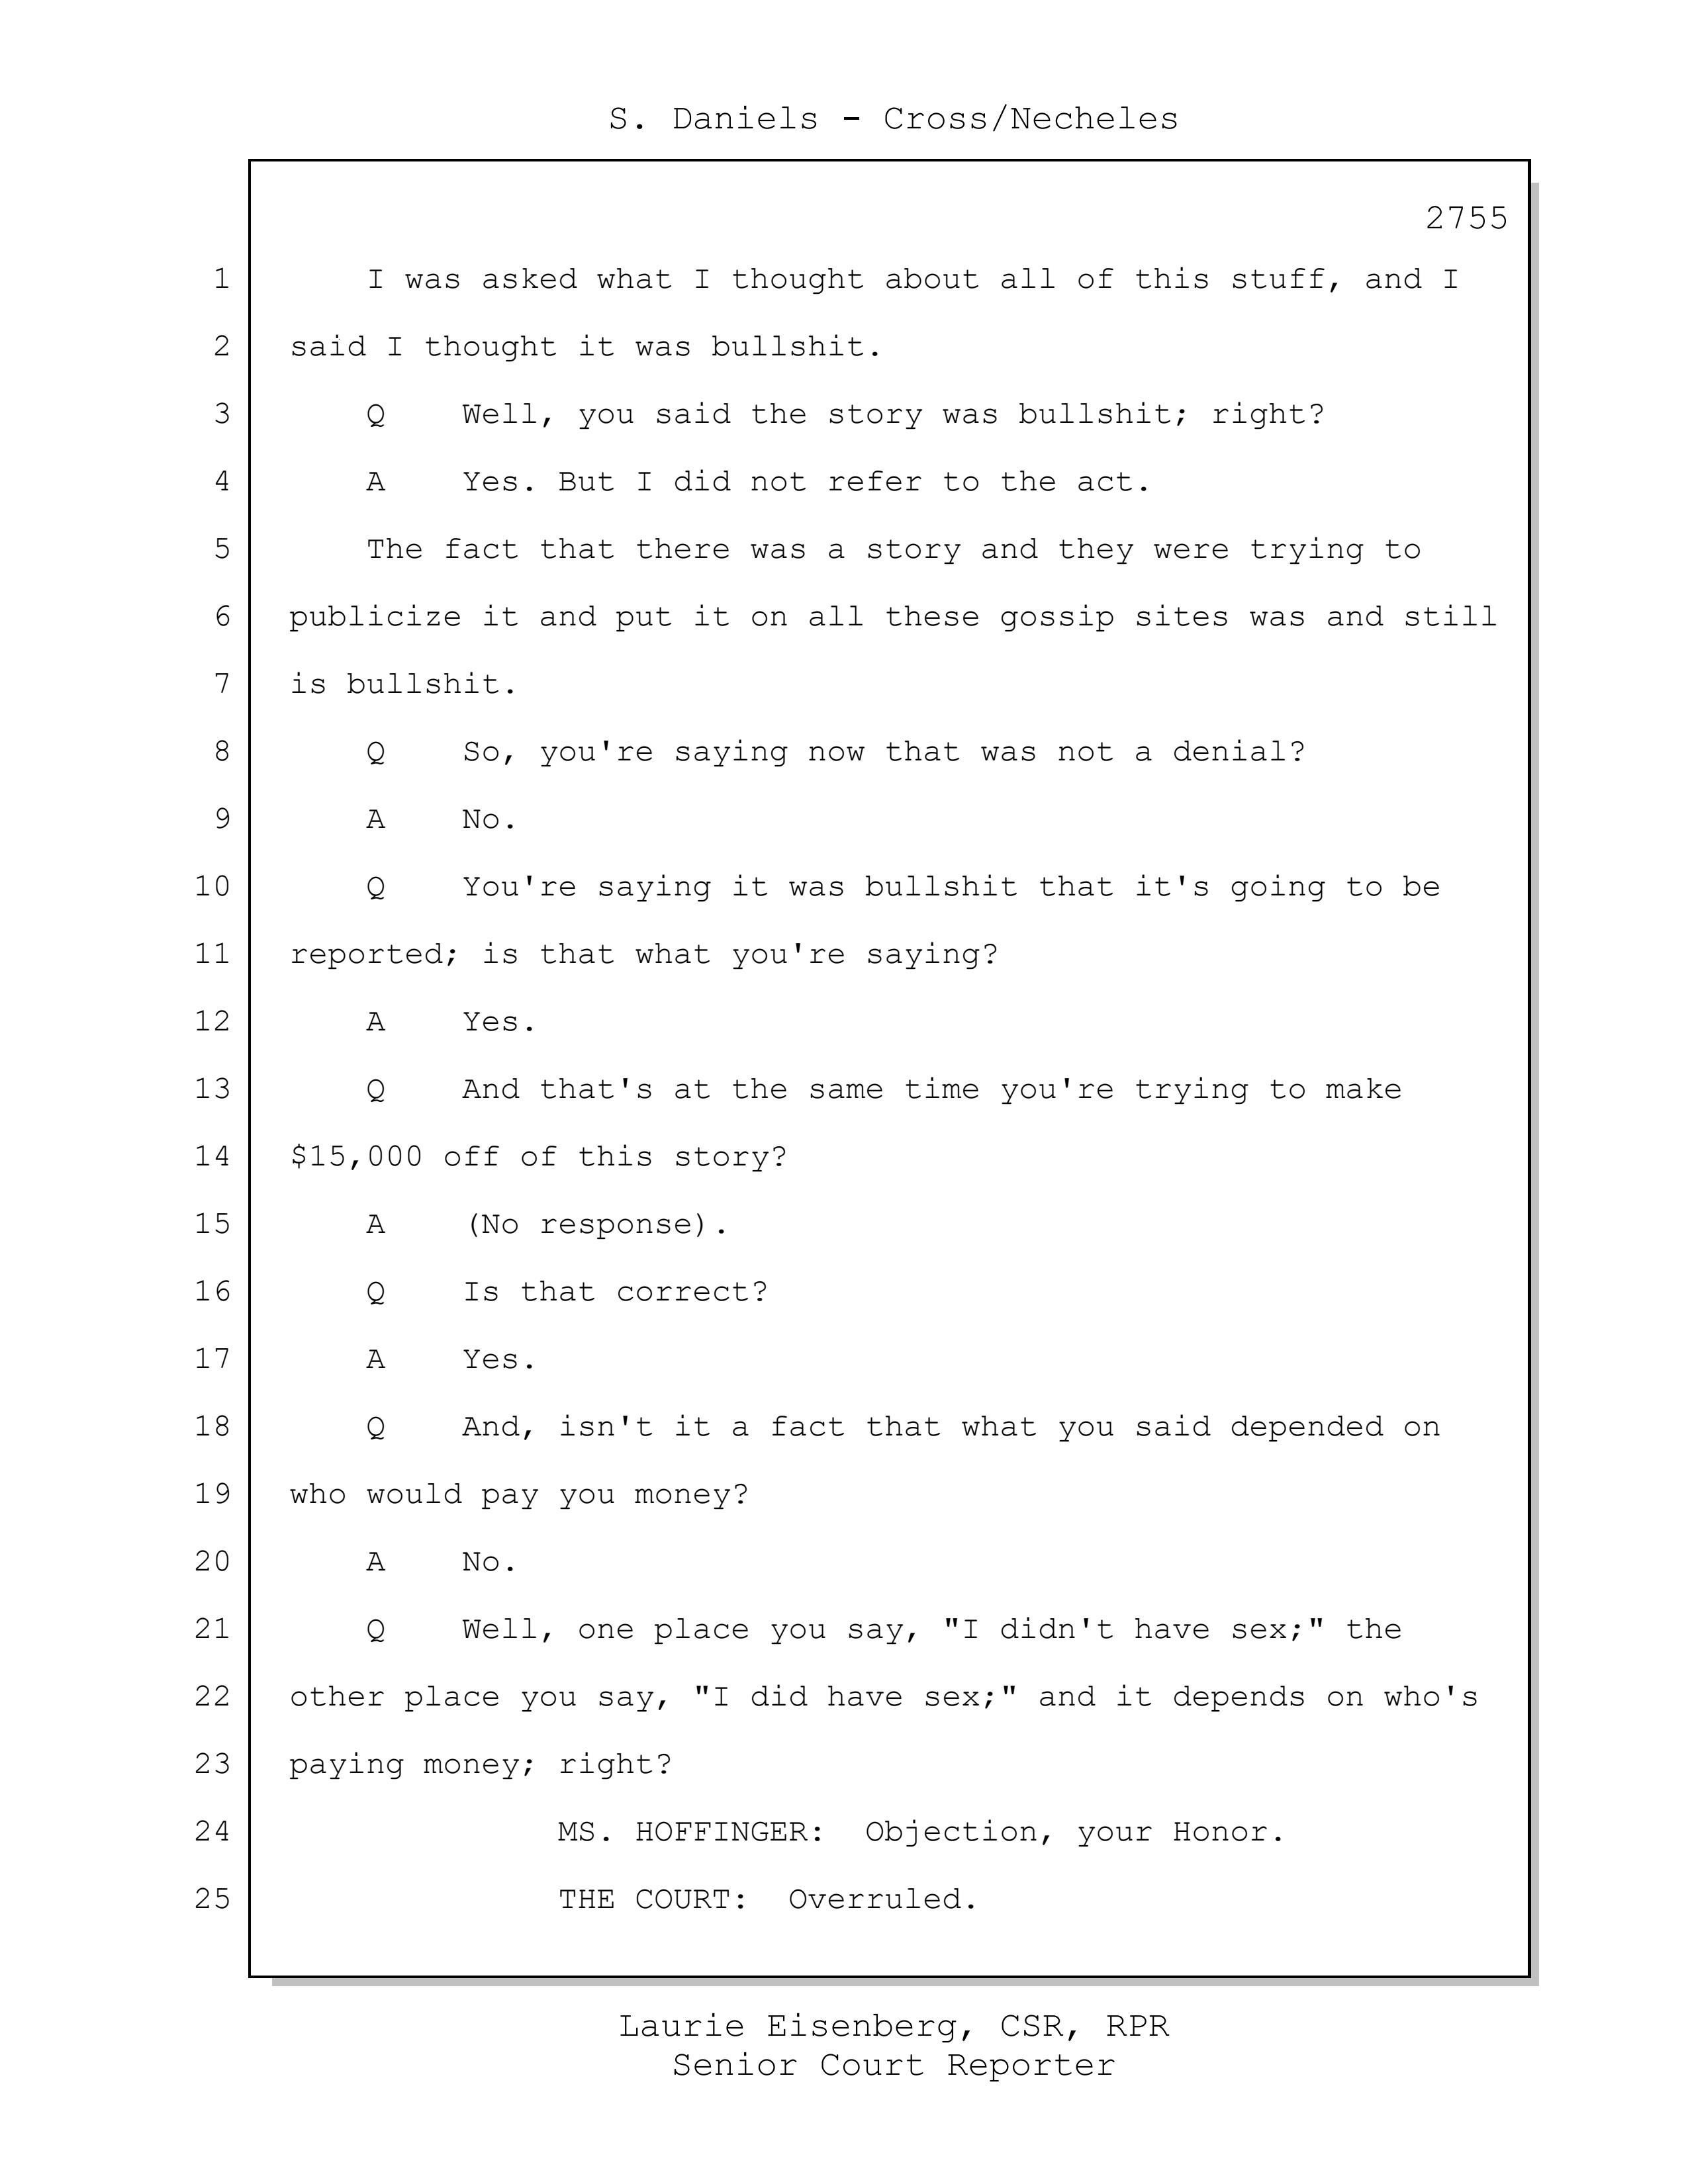 S. Daniels - Cross/Necheles
2755
1 I was asked what I thought about all of this stuff, and I
2 said I thought it was bullshit.
3 Q Well, you said the story was bullshit; right?
4 A Yes. But I did not refer to the act.
5 The fact that there was a story and they were trying to
6 publicize it and put it on all these gossip sites was and still
7 is bullshit.
8 Q So, you're saying now that was not a denial?
9 A No.
10 Q You're saying it was bullshit that it's going to be
11 reported; is that what you're saying?
12 A Yes.
13 Q And that's at the same time you're trying to make
14 $15,000 off of this story?
15 A (No response).
16 Q Is that correct?
17 A Yes.
18 Q And, isn't it a fact that what you said depended on
19 who would pay you money?
20 A No.
21 Q Well, one place you say, "I didn't have sex;" the
22 other place you say, "I did have sex;" and it depends on who's
23 paying money; right?
24 MS. HOFFINGER: Objection, your Honor.
25 THE COURT: Overruled.
Laurie Eisenberg, CSR, RPR
Senior Court Reporter